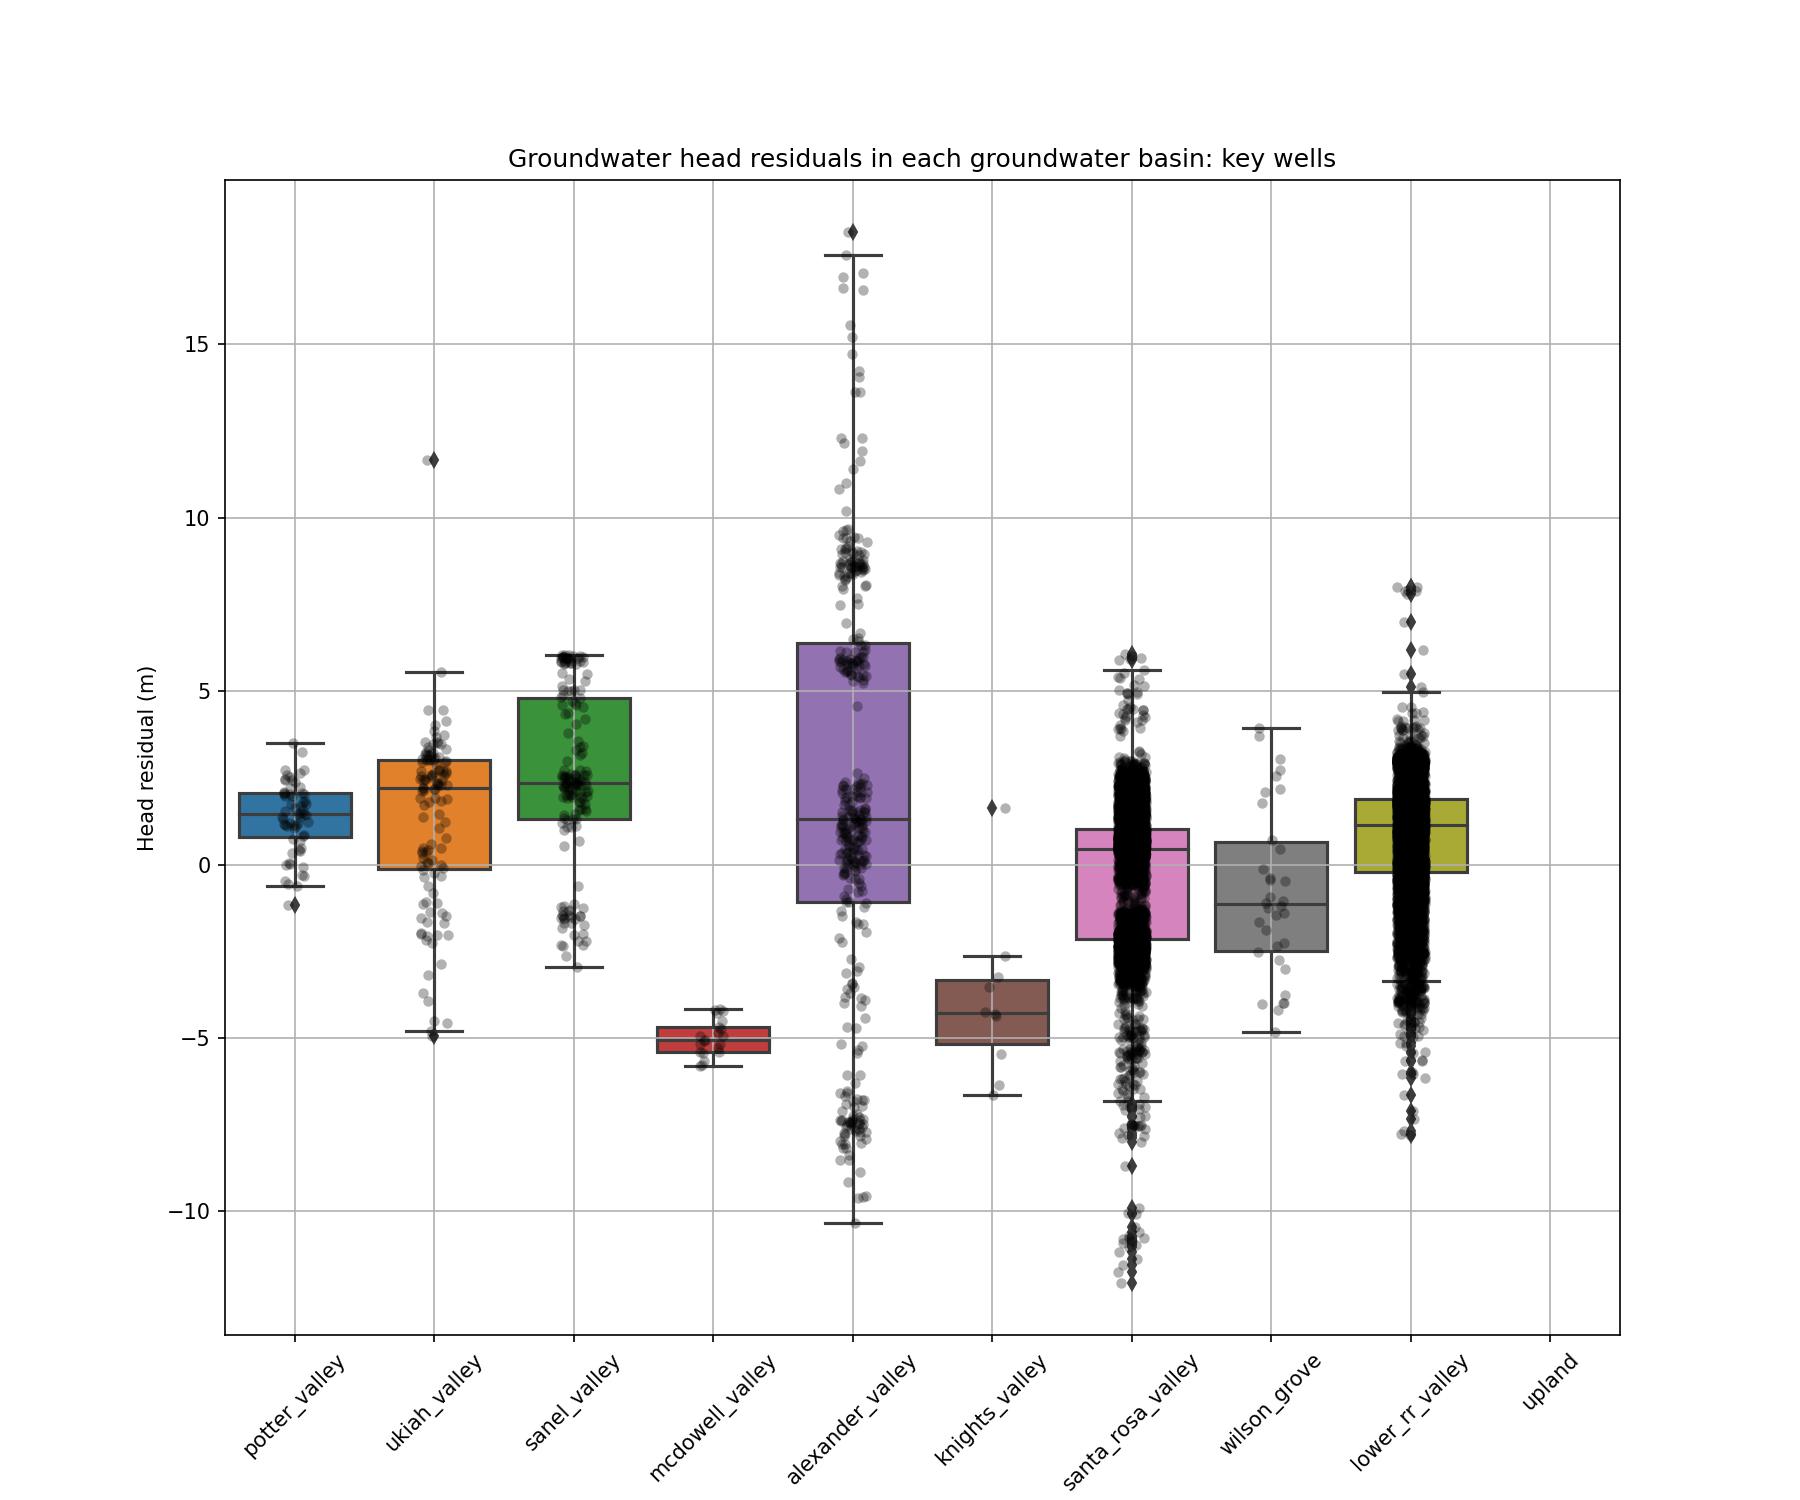 Groundwater head residuals in each groundwater basin: key wells
Head residual (m)
15
10
5
0
−5
−10
potter_valley
ukiah_valley
sanel_valley
mcdowell_valley
alexander_valley
knights_valley
santa_rosa_valley
wilson_grove
lower_rr_valley
upland